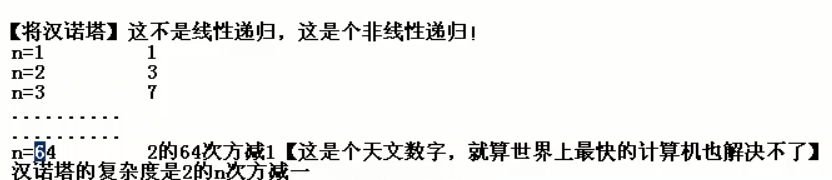 【将汉诺塔】这不是线性递归，这是个非线性递归！
n=1 1
n=2 3
n=3 7
..........
..........
n=64 2的64次方减1【这是个天文数字，就算世界上最快的计算机也解决不了】
汉诺塔的复杂度是2的n次方减一